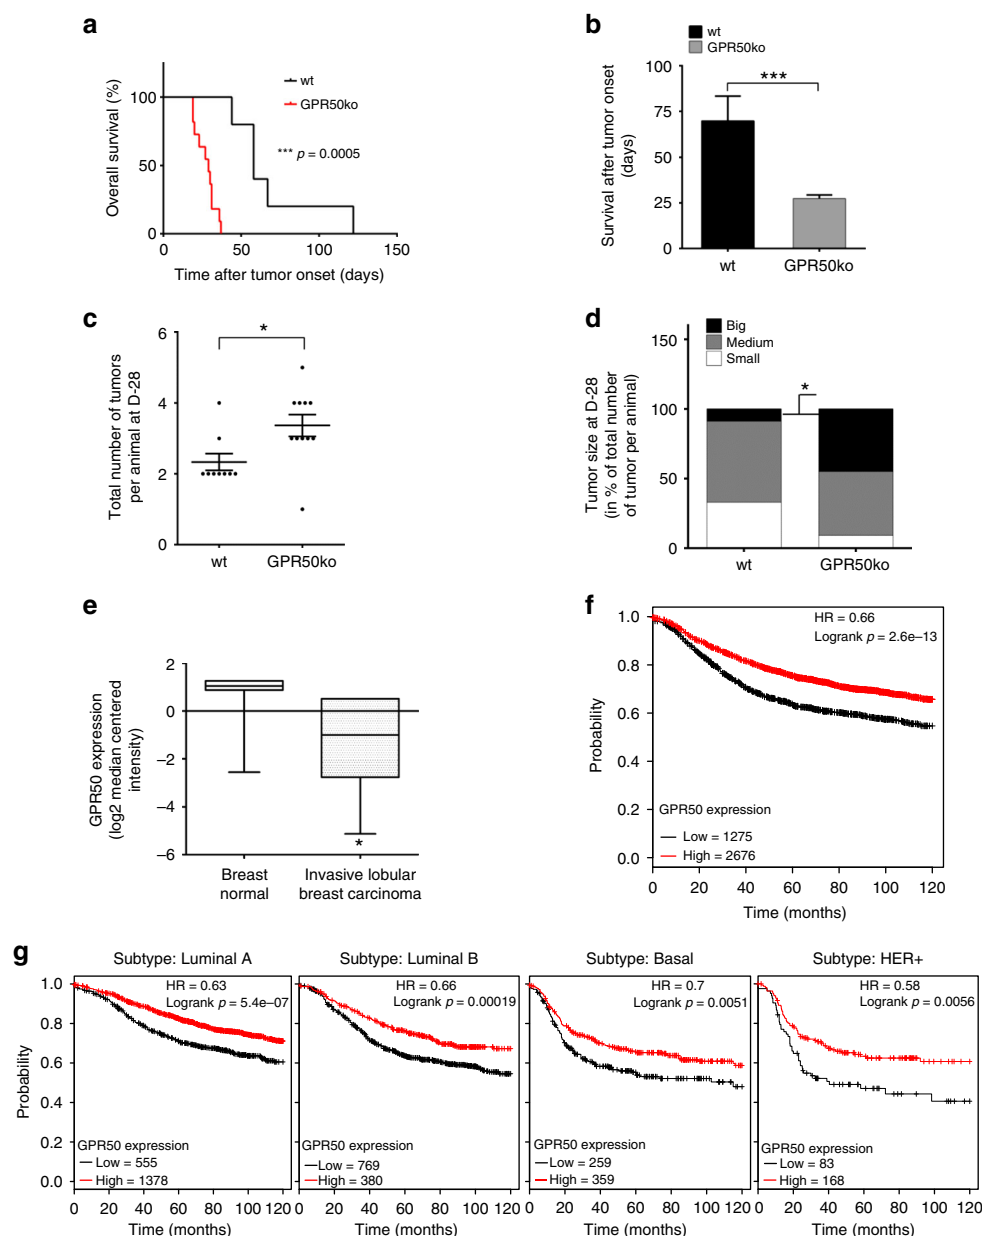 a
Overall survival (%)
100
50
0
0
50
100
150
Time after tumor onset (days)
wt
GPR50ko
*** p = 0.0005
b
wt
GPR50ko
Survival after tumor onset
(days)
100
75
50
25
0
***
wt
GPR50ko
c
Total number of tumors
per animal at D-28
6
4
2
0
*
wt
GPR50ko
d
Big
Medium
Small
Tumor size at D-28
(in % of total number
of tumor per animal)
150
100
50
0
*
wt
GPR50ko
e
GPR50 expression
(log2 median centered
intensity)
2
0
–2
–4
–6
*
Breast
normal
Invasive lobular
breast carcinoma
f
Probability
1.0
0.8
0.6
0.4
0.2
0.0
HR = 0.66
Logrank p = 2.6e–13
GPR50 expression
Low = 1275
High = 2676
0 20 40 60 80 100 120
Time (months)
g
Probability
1.0
0.8
0.6
0.4
0.2
0.0
Subtype: Luminal A
HR = 0.63
Logrank p = 5.4e–07
GPR50 expression
Low = 555
High = 1378
0 20 40 60 80 100 120
Time (months)
Subtype: Luminal B
HR = 0.66
Logrank p = 0.00019
GPR50 expression
Low = 769
High = 380
0 20 40 60 80 100 120
Time (months)
Subtype: Basal
HR = 0.7
Logrank p = 0.0051
GPR50 expression
Low = 259
High = 359
0 20 40 60 80 100 120
Time (months)
Subtype: HER+
HR = 0.58
Logrank p = 0.0056
GPR50 expression
Low = 83
High = 168
0 20 40 60 80 100 120
Time (months)